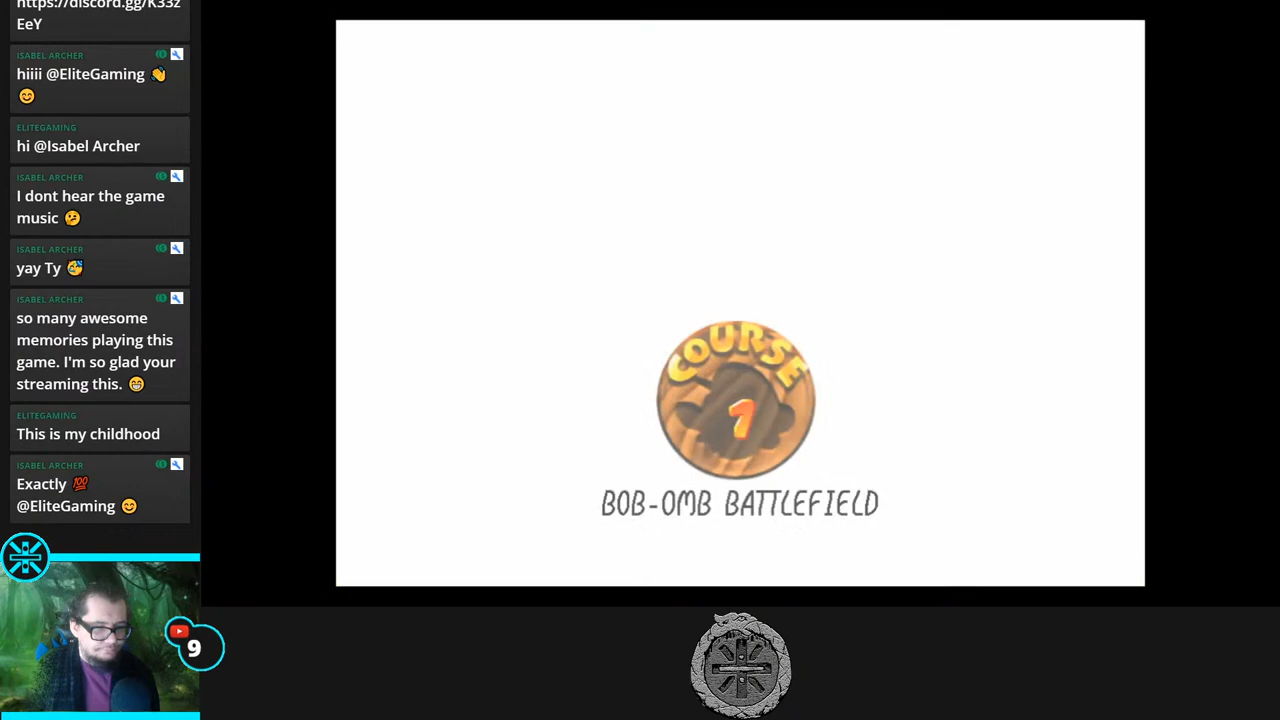 https://discord.gg/K33z
EeY
ISABEL ARCHER
hiiii @EliteGaming 👋
😊
ELITEGAMING
hi @Isabel Archer
ISABEL ARCHER
I dont hear the game
music 🤔
ISABEL ARCHER
yay Ty 🥳
ISABEL ARCHER
so many awesome
memories playing this
game. I'm so glad your
streaming this. 😁
ELITEGAMING
This is my childhood
ISABEL ARCHER
Exactly 💯
@EliteGaming 😊
9
COURSE
1
BOB-OMB BATTLEFIELD